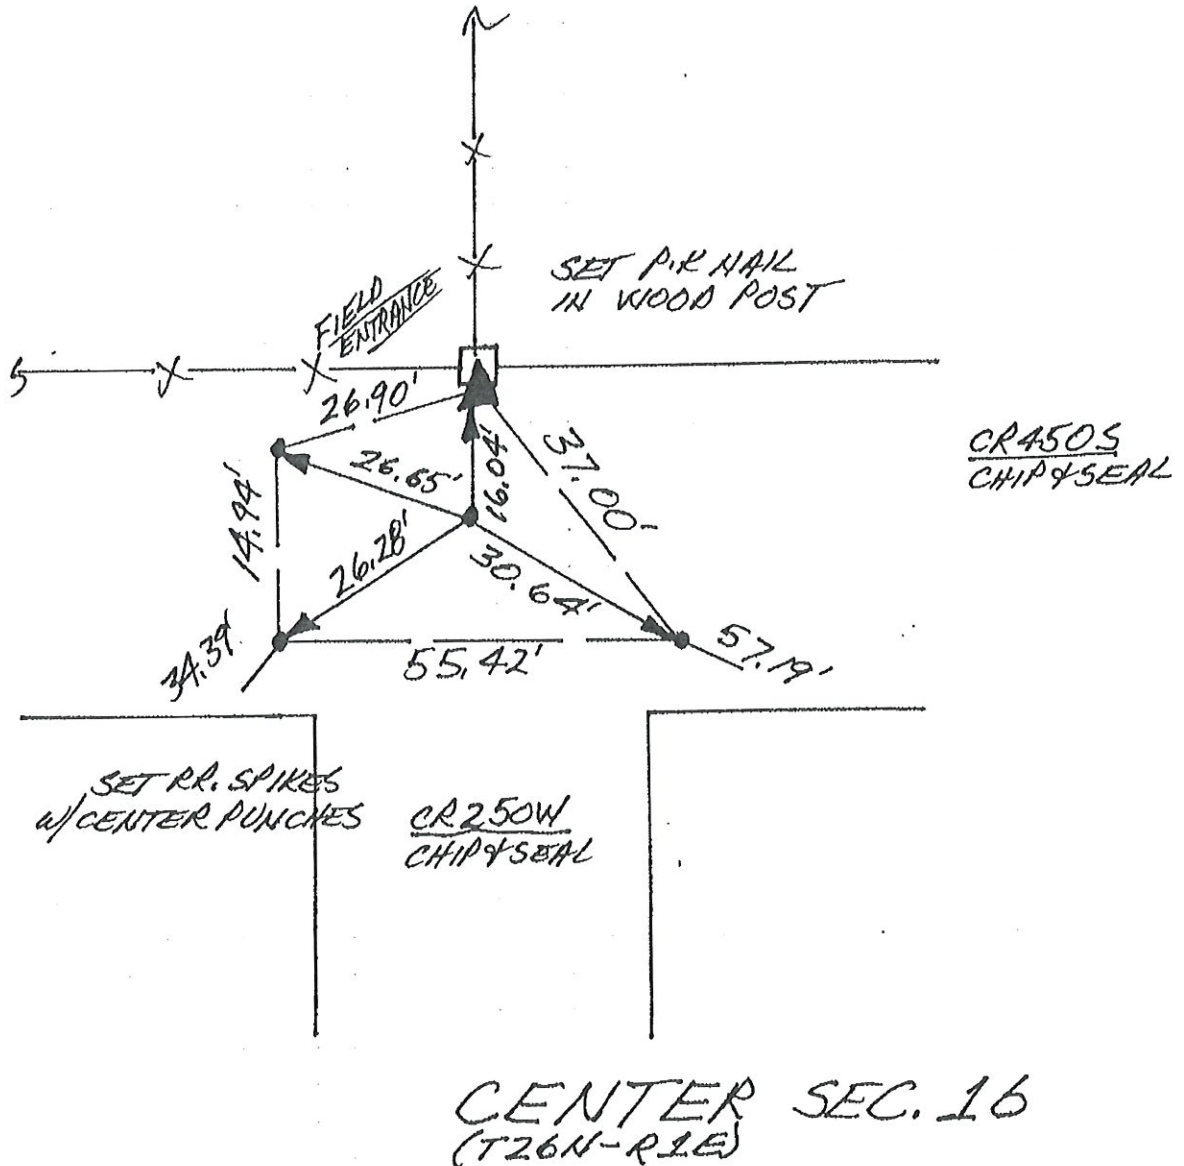 SET P.K NAIL
IN WOOD POST
FIELD
ENTRANCE
26.90'
CR450S
CHIP&SEAL
26.65'
16.04'
37.00'
14.94'
26.28'
30.64'
34.39'
55.42'
57.19'
SET RR. SPIKES
W/CENTER PUNCHES
CR250W
CHIP&SEAL
CENTER SEC. 16
(T26N-R1E)